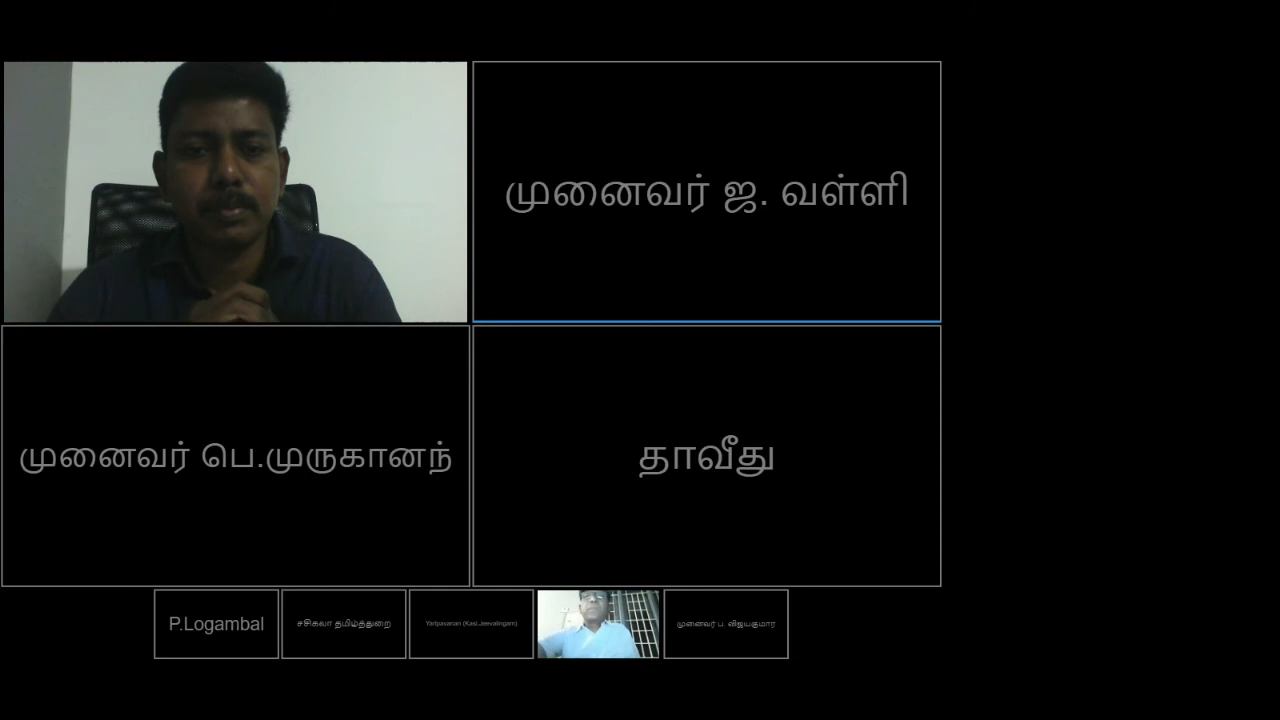 முனைவர் ஜ. வள்ளி
முனைவர் பெ.முருகானந்
தாவீது
P.Logambal
சசிகலா தமிழ்த்துறை
Yarlpavanan (Kasi.Jeevalingam)
முனைவர் ப. விஜயகுமார